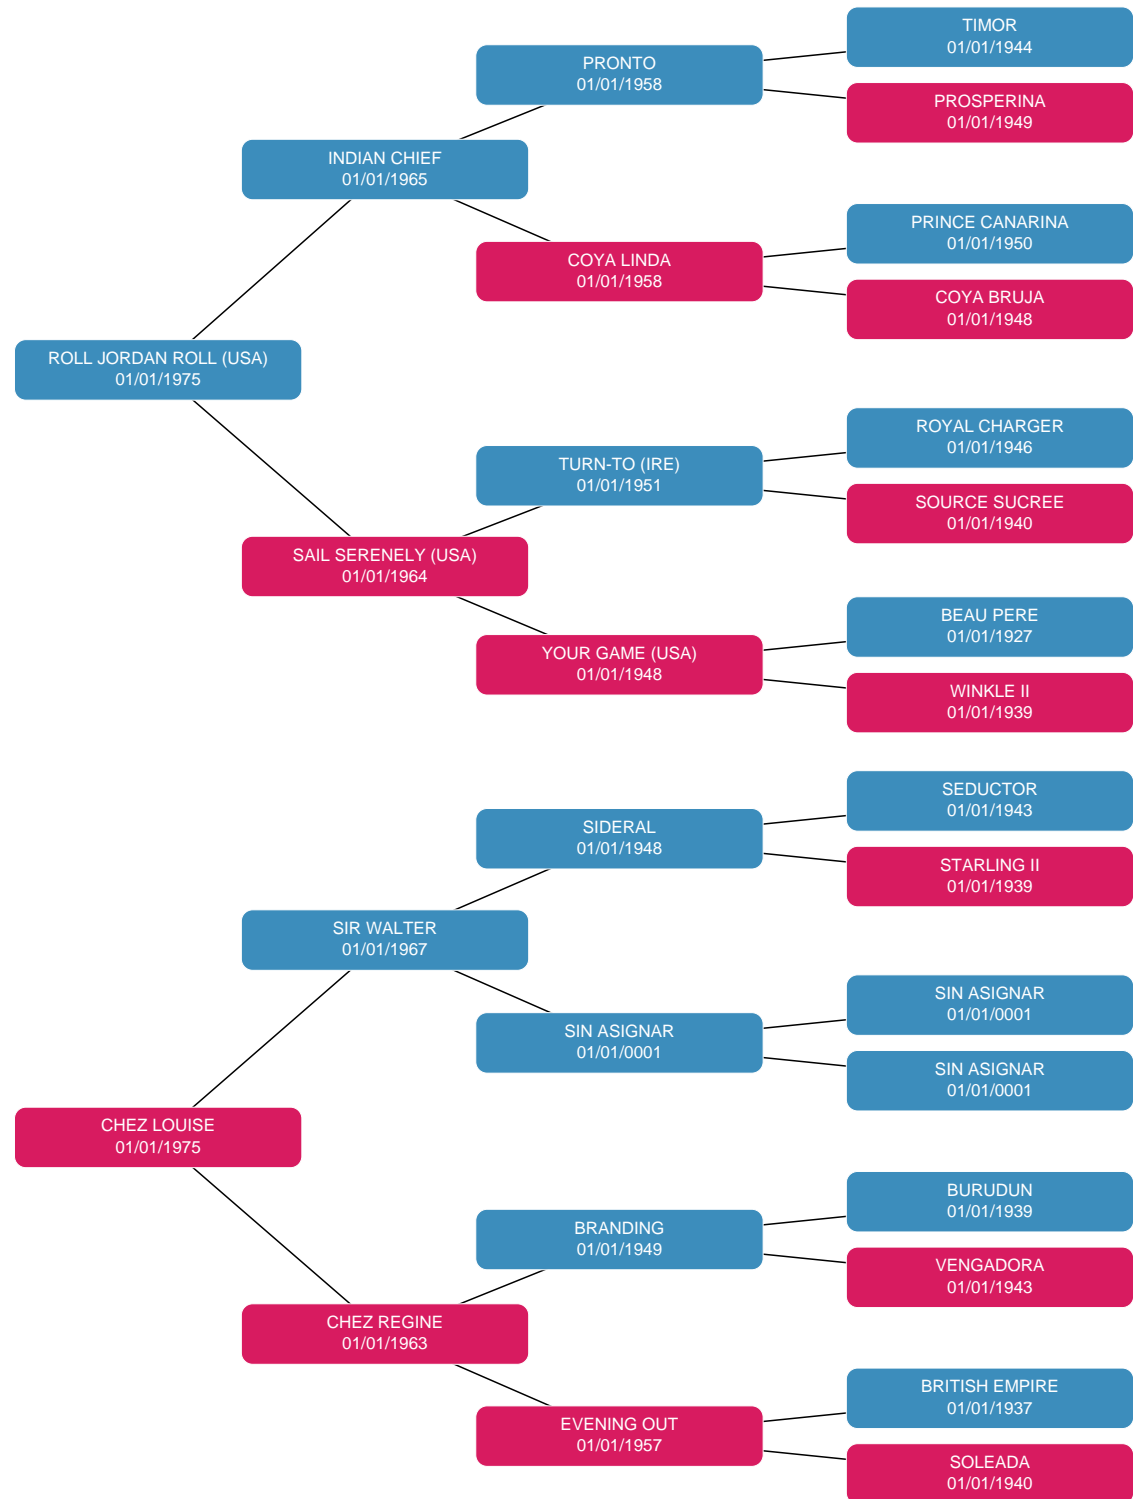 TIMOR
01/01/1944
PRONTO
01/01/1958
PROSPERINA
01/01/1949
INDIAN CHIEF
01/01/1965
PRINCE CANARINA
01/01/1950
COYA LINDA
01/01/1958
COYA BRUJA
01/01/1948
ROLL JORDAN ROLL (USA)
01/01/1975
ROYAL CHARGER
01/01/1946
TURN-TO (IRE)
01/01/1951
SOURCE SUCREE
01/01/1940
SAIL SERENELY (USA)
01/01/1964
BEAU PERE
01/01/1927
YOUR GAME (USA)
01/01/1948
WINKLE II
01/01/1939
SEDUCTOR
01/01/1943
SIDERAL
01/01/1948
STARLING II
01/01/1939
SIR WALTER
01/01/1967
SIN ASIGNAR
01/01/0001
SIN ASIGNAR
01/01/0001
SIN ASIGNAR
01/01/0001
CHEZ LOUISE
01/01/1975
BURUDUN
01/01/1939
BRANDING
01/01/1949
VENGADORA
01/01/1943
CHEZ REGINE
01/01/1963
BRITISH EMPIRE
01/01/1937
EVENING OUT
01/01/1957
SOLEADA
01/01/1940